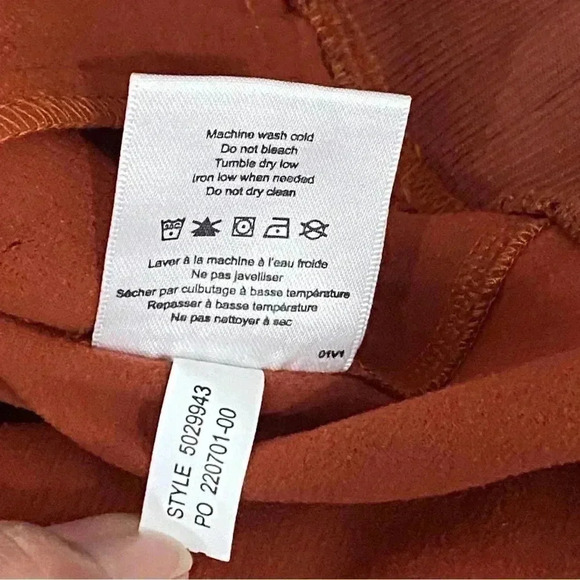 Machine wash cold
Do not bleach
Tumble dry low
Iron low when needed
Do not dry clean
Laver à la machine à l'eau froide
Ne pas javelliser
Sécher par culbutage à basse température
Repasser à basse température
Ne pas nettoyer à sec
STYLE 5029943
PO 220701-00